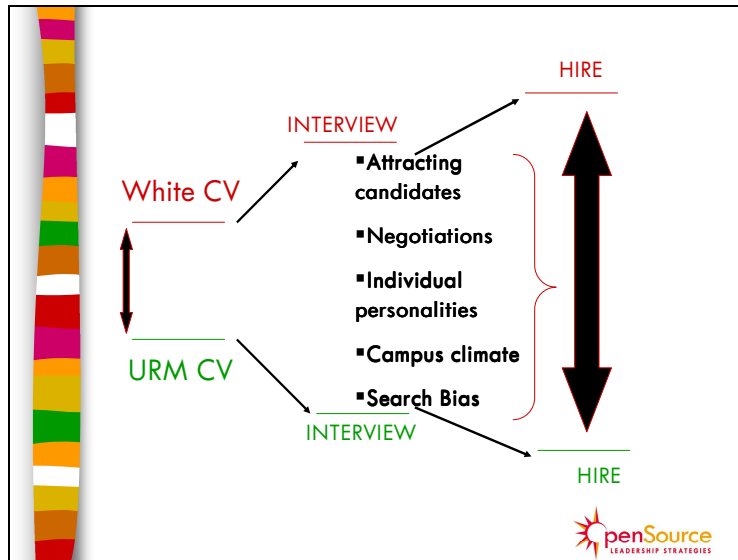 HIRE
INTERVIEW
▪Attracting
candidates
White CV
▪Negotiations
▪Individual
personalities
▪Campus climate
URM CV
▪Search Bias
INTERVIEW
HIRE
penSource
LEADERSHIP STRATEGIES